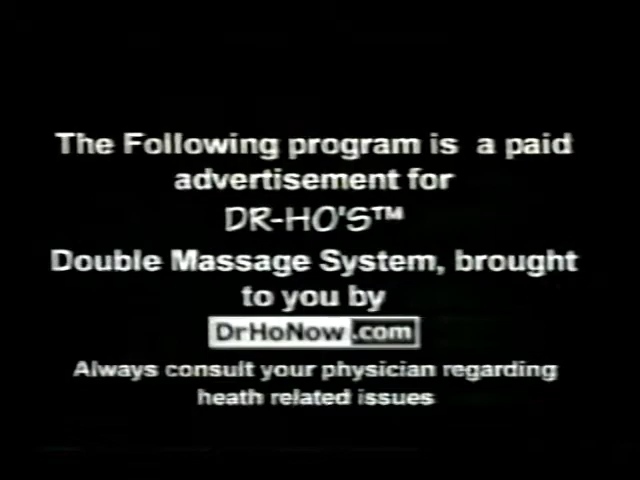 The Following program is a paid
advertisement for
DR-HO'S™
Double Massage System, brought
to you by
DrHoNow.com
Always consult your physician regarding
heath related issues